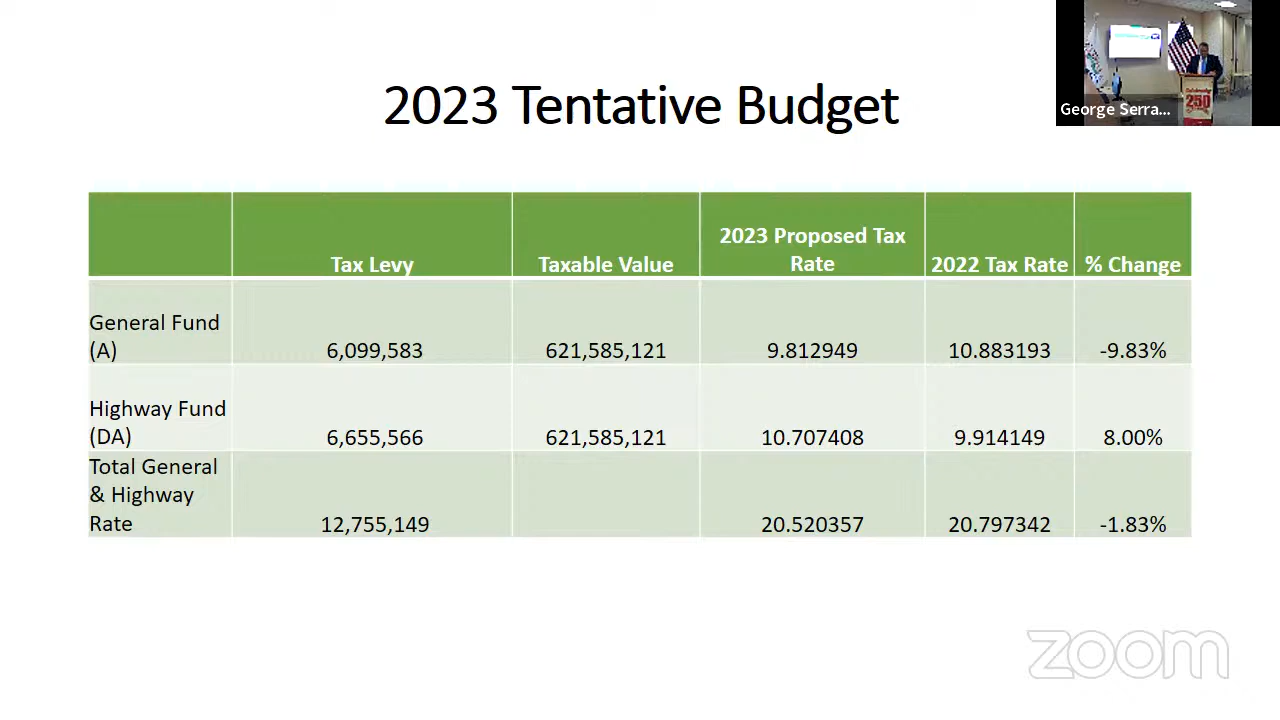 2023 Tentative Budget
George Serra...
250
Tax Levy
Taxable Value
2023 Proposed Tax
Rate
2022 Tax Rate
% Change
General Fund
(A)
6,099,583
621,585,121
9.812949
10.883193
-9.83%
Highway Fund
(DA)
6,655,566
621,585,121
10.707408
9.914149
8.00%
Total General
& Highway
Rate
12,755,149
20.520357
20.797342
-1.83%
zoom